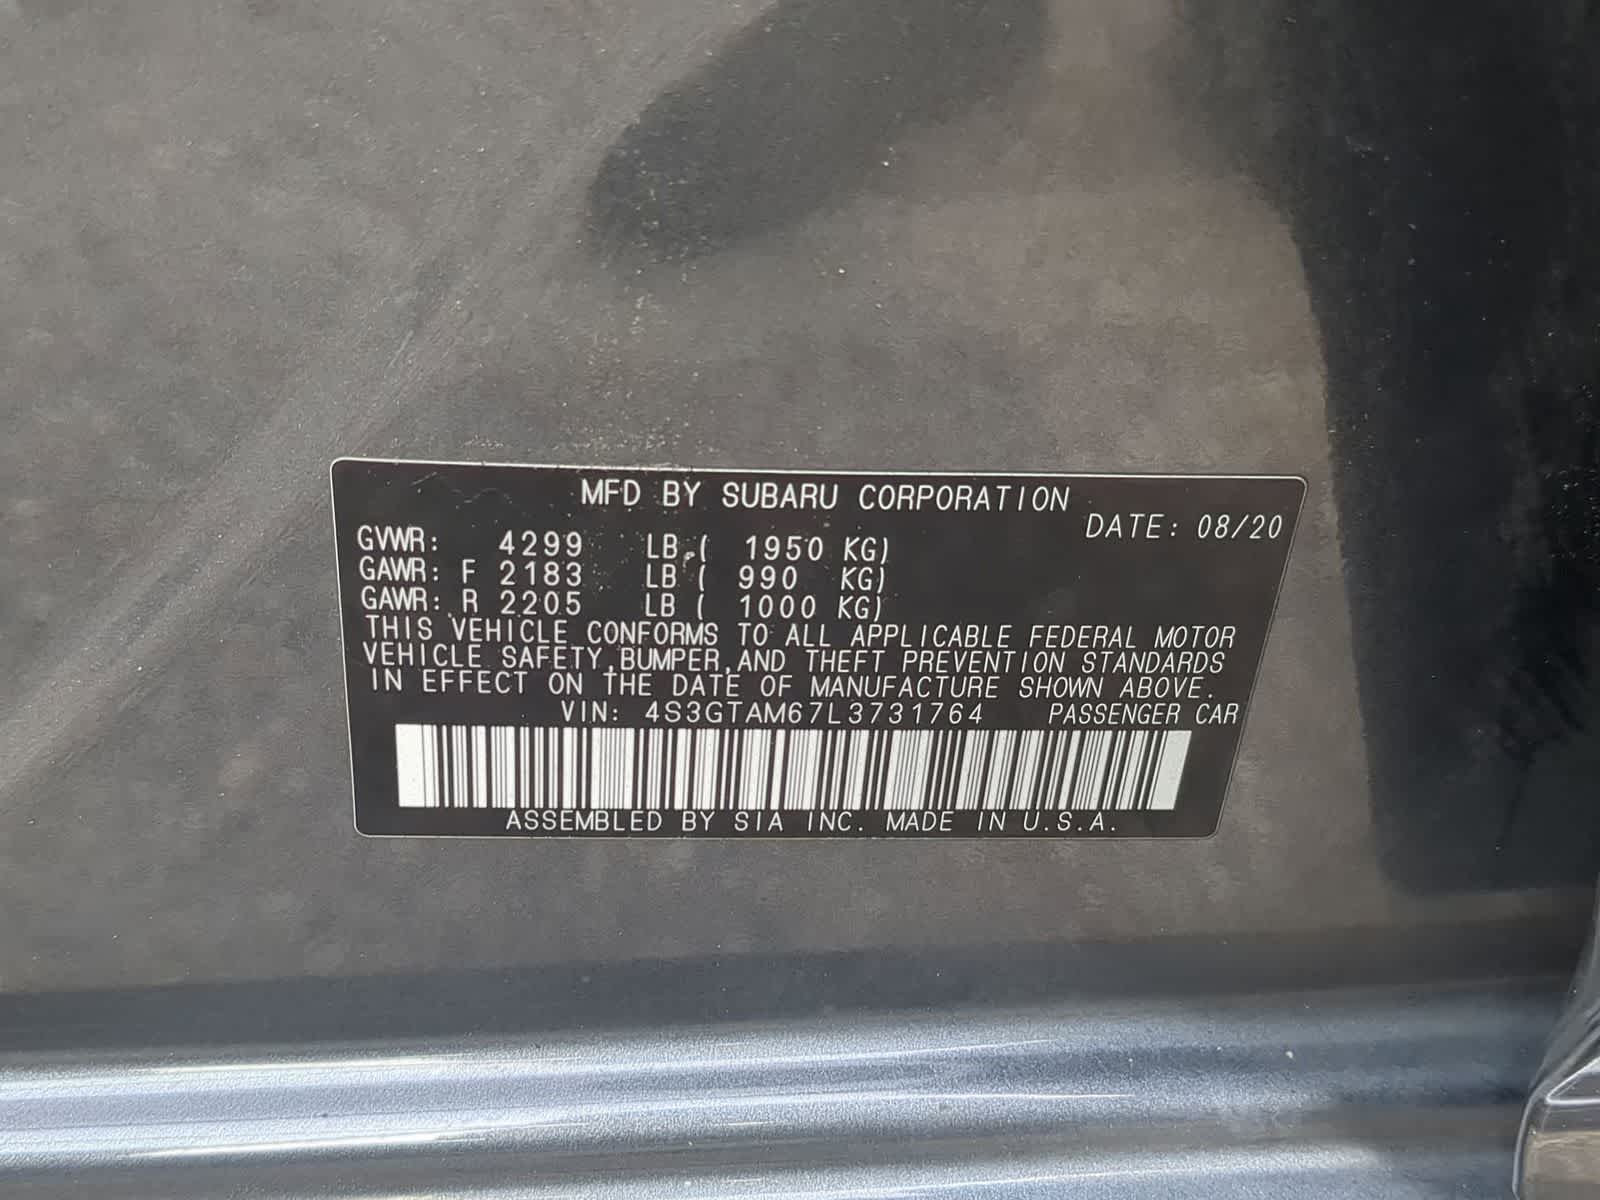 MFD BY SUBARU CORPORATION
DATE: 08/20
GVWR: 4299 LB ( 1950 KG)
GAWR: F 2183 LB ( 990 KG)
GAWR: R 2205 LB ( 1000 KG)
THIS VEHICLE CONFORMS TO ALL APPLICABLE FEDERAL MOTOR
VEHICLE SAFETY, BUMPER, AND THEFT PREVENTION STANDARDS
IN EFFECT ON THE DATE OF MANUFACTURE SHOWN ABOVE.
VIN: 4S3GTAM67L3731764 PASSENGER CAR
ASSEMBLED BY SIA INC. MADE IN U.S.A.